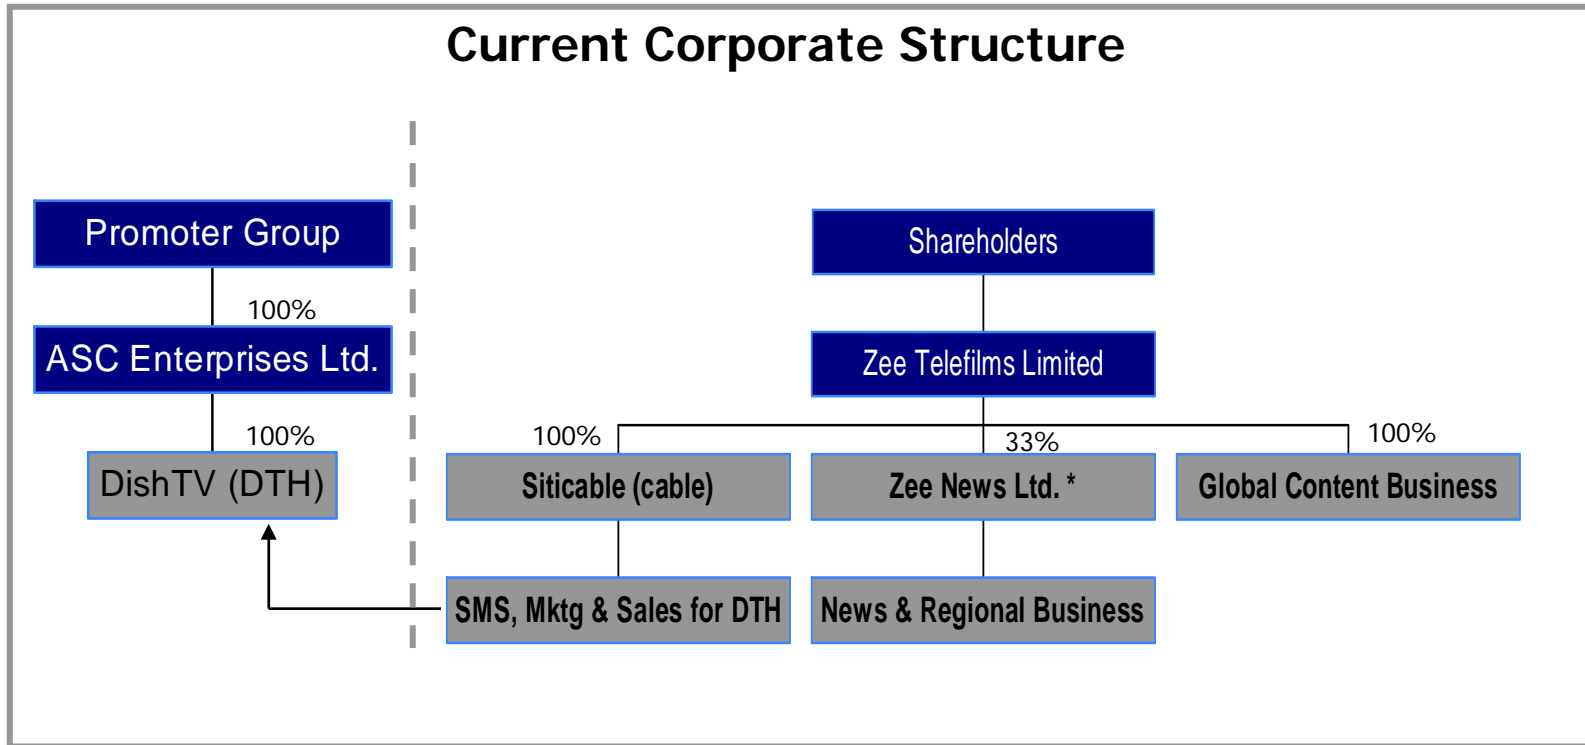 Current Corporate Structure
Promoter Group
100%
ASC Enterprises Ltd.
100%
DishTV (DTH)
Shareholders
Zee Telefilms Limited
100%
33%
100%
Siticable (cable)
Zee News Ltd. *
Global Content Business
SMS, Mktg & Sales for DTH
News & Regional Business